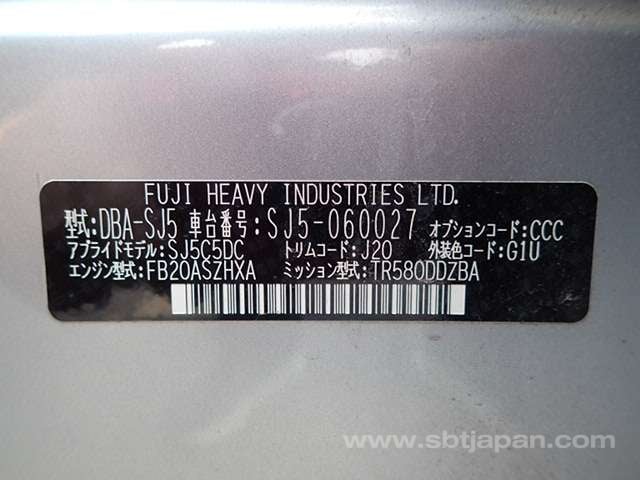 FUJI HEAVY INDUSTRIES LTD.
型式:DBA-SJ5 車台番号:SJ5-060027 オプションコード:CCC
アプライドモデル:SJ5C5DC トリムコード:J20 外装色コード:G1U
エンジン型式:FB20ASZHXA ミッション型式:TR580DDZBA
www.sbtjapan.com